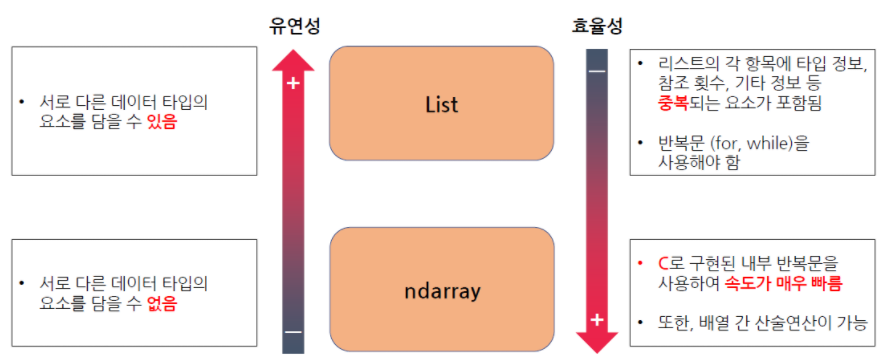 유연성
효율성
• 서로 다른 데이터 타입의
요소를 담을 수 있음
+
List
—
• 리스트의 각 항목에 타입 정보,
참조 횟수, 기타 정보 등
중복되는 요소가 포함됨
• 반복문 (for, while)을
사용해야 함
• 서로 다른 데이터 타입의
요소를 담을 수 없음
—
ndarray
+
• C로 구현된 내부 반복문을
사용하여 속도가 매우 빠름
• 또한, 배열 간 산술연산이 가능